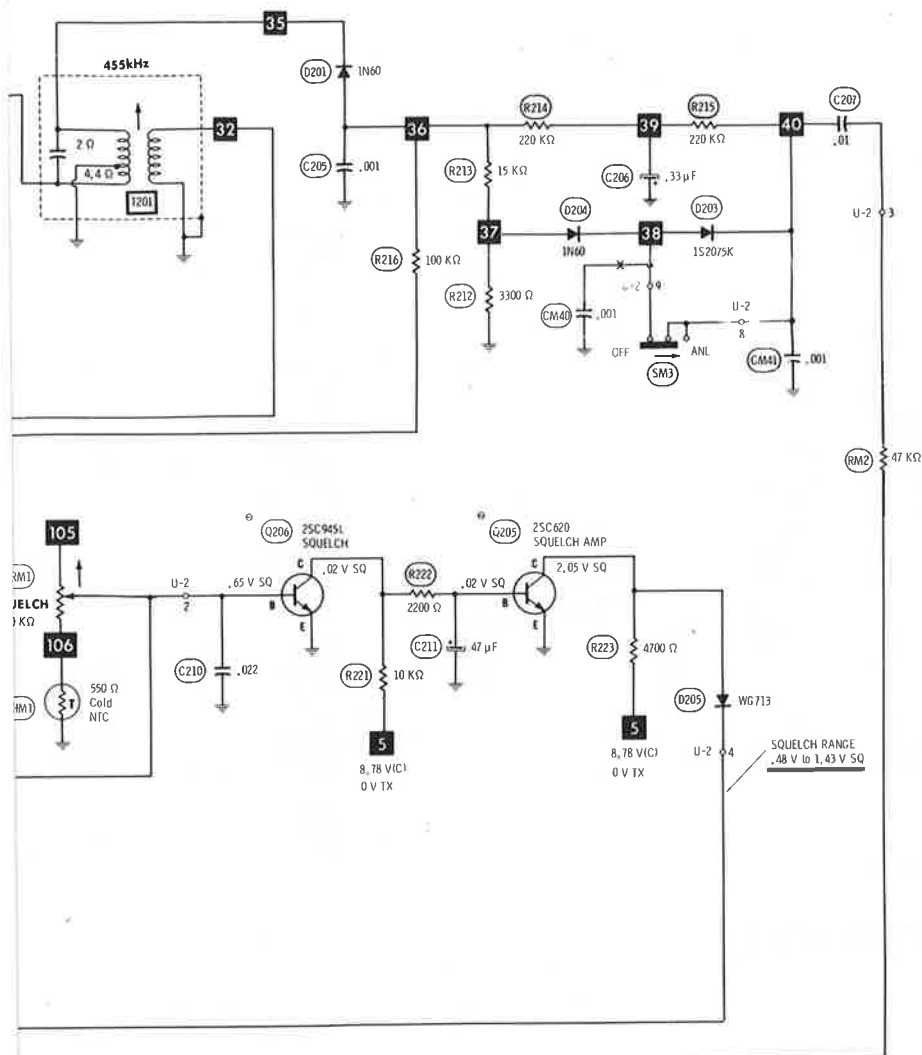 35
455kHz
D201
1N60
R214
220 KΩ
R215
220 KΩ
C207
.01
32
36
39
40
2 Ω
4,4 Ω
T201
C205
.001
R213
15 KΩ
C206
.33 µF
D204
1N60
D203
1S2075K
U-2
3
37
38
R216
100 KΩ
R212
3300 Ω
9
CM40
.001
U-2
8
OFF
ANL
SM3
CM41
.001
RM2
47 KΩ
105
RM1
Q206
2SC945L
SQUELCH
Q205
2SC620
SQUELCH AMP
C
.02 V SQ
R222
2200 Ω
C
2,05 V SQ
U-2
2
.65 V SQ
B
E
.02 V SQ
B
E
106
C210
.022
R221
10 KΩ
C211
+
47 µF
R223
4700 Ω
D205
WG713
T
550 Ω
Cold
NTC
5
8,78 V(C)
0 V TX
5
8,78 V(C)
0 V TX
U-2
4
SQUELCH RANGE
.48 V to 1,43 V SQ